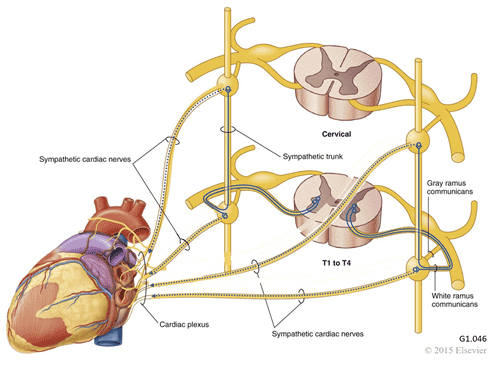 Cervical
Sympathetic cardiac nerves
Sympathetic trunk
Gray ramus
communicans
T1 to T4
White ramus
communicans
Cardiac plexus
Sympathetic cardiac nerves
G1.046
© 2015 Elsevier